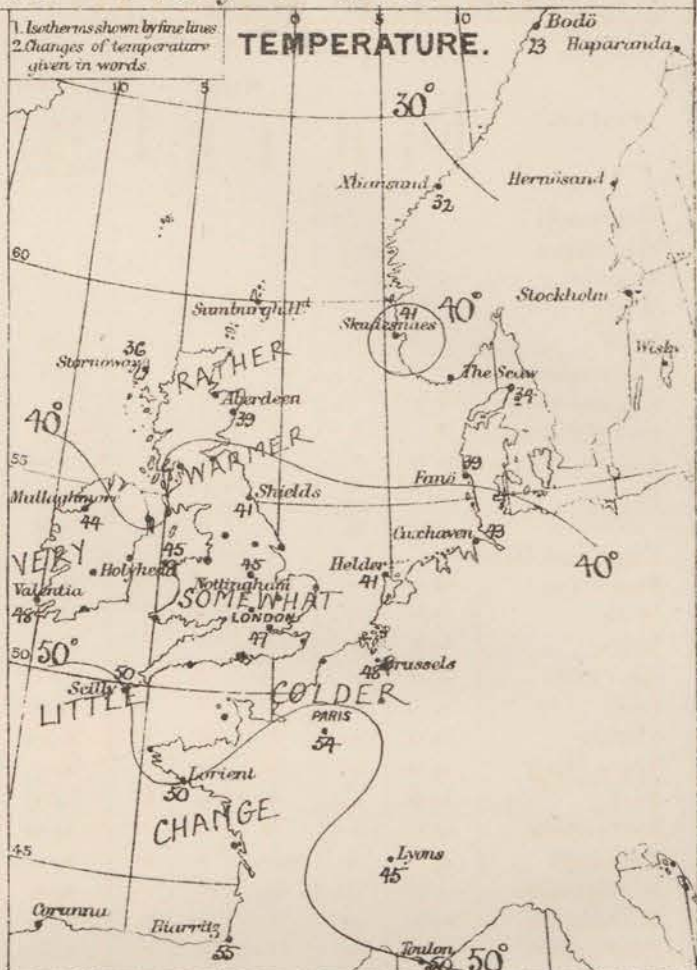 1. Isotherms shown by fine lines.
2. Changes of temperature
given in words.
TEMPERATURE.
10
5
0
5
10
Bodö
23
Haparanda
30°
Xtiansund
32
Hernösand
60
Sumburgh Hd
41
40°
Skudesnaes
Stockholm
Wisby
36
Stornoway
RATHER
The Scaw
34
Aberdeen
39
40°
WARMER
55
39
Fanö
Mullaghmore
44
Shields
41
Cuxhaven
43
VERY
45
Holyhead
45
Nottingham
Helder
41
40°
Valentia
48
SOMEWHAT
LONDON
47
50
50°
50
Scilly
48
Brussels
LITTLE
COLDER
PARIS
54
Lorient
50
CHANGE
45
Lyons
45
Corunna
Biarritz
55
Toulon
50
50°